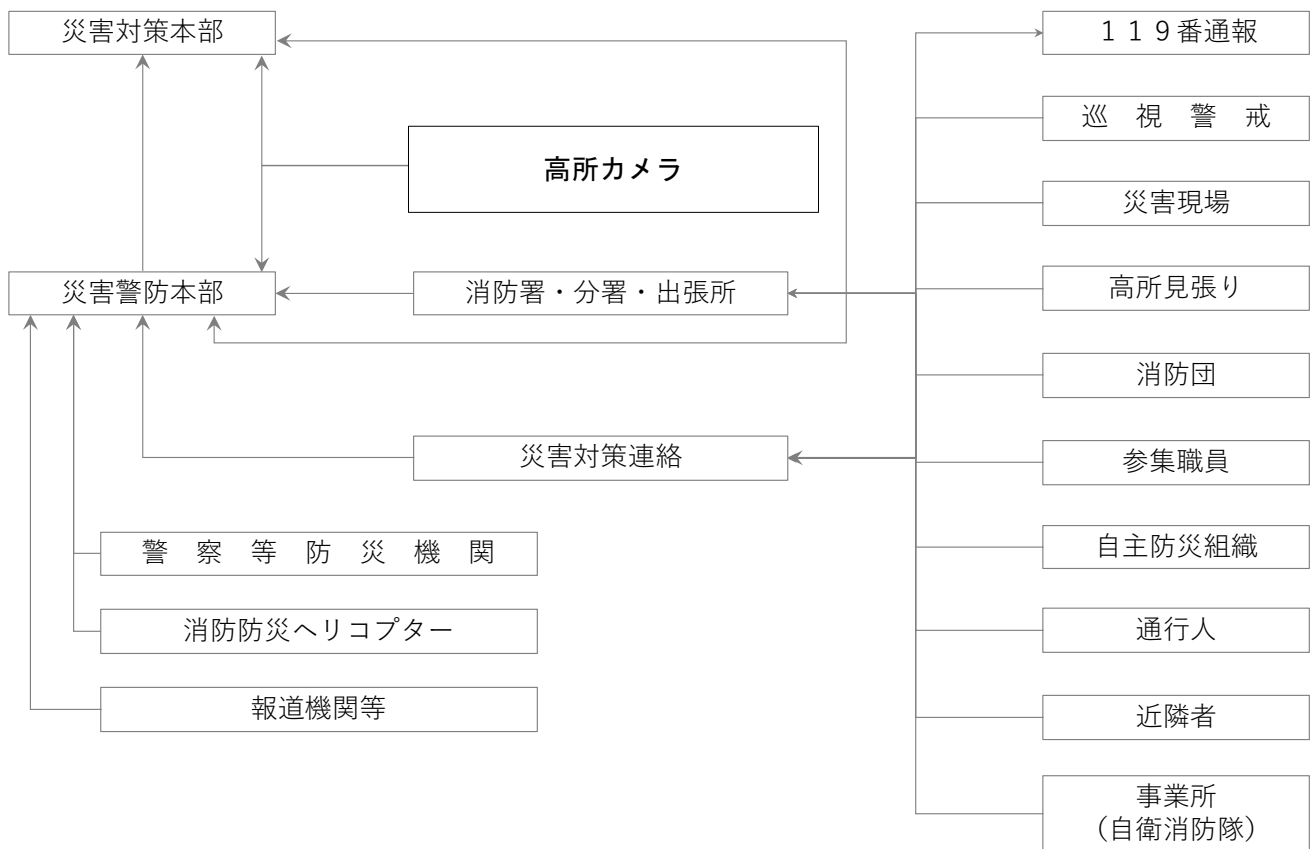 災害対策本部
１１９番通報
巡視警戒
高所カメラ
災害現場
災害警防本部
消防署・分署・出張所
高所見張り
消防団
災害対策連絡
参集職員
警察等防災機関
自主防災組織
消防防災ヘリコプター
通行人
報道機関等
近隣者
事業所
（自衛消防隊）